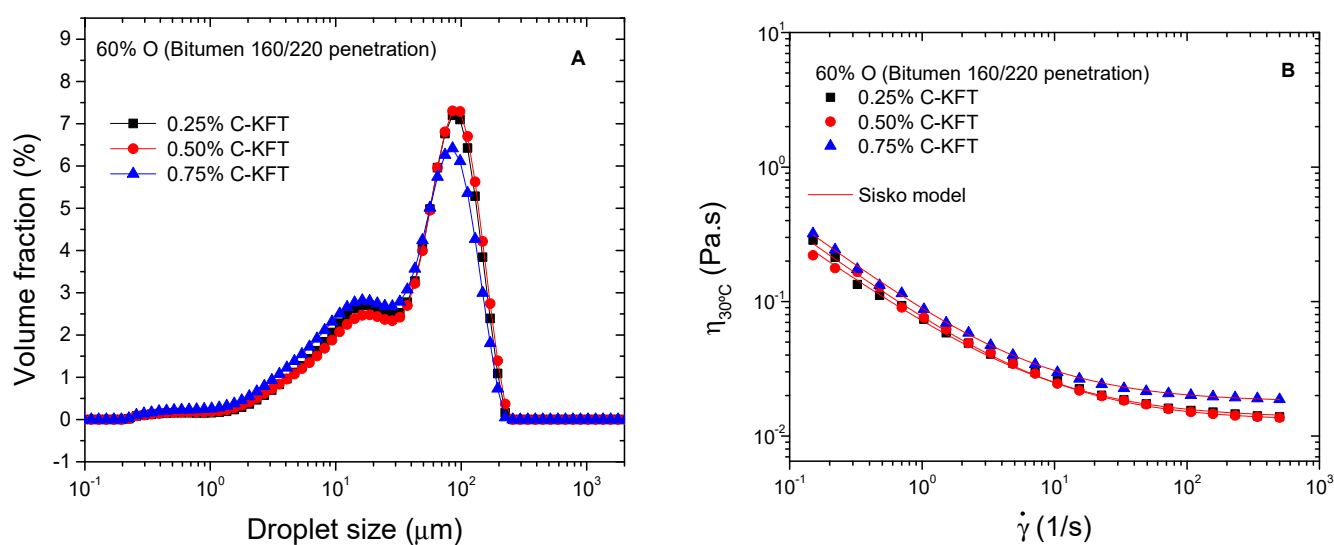 60% O (Bitumen 160/220 penetration)
A
0.25% C-KFT
0.50% C-KFT
0.75% C-KFT
Volume fraction (%)
9
8
7
6
5
4
3
2
1
0
-1
10⁻¹ 10⁰ 10¹ 10² 10³
Droplet size (μm)
60% O (Bitumen 160/220 penetration)
B
0.25% C-KFT
0.50% C-KFT
0.75% C-KFT
Sisko model
η30ºC (Pa.s)
10¹
10⁰
10⁻¹
10⁻²
10⁻¹ 10⁰ 10¹ 10² 10³
γ̇ (1/s)